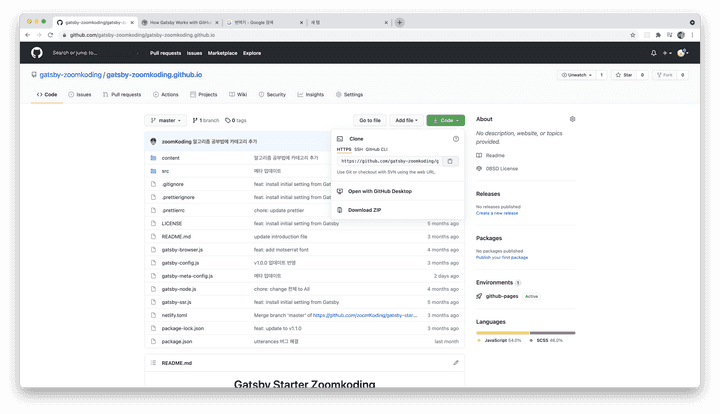 gatsby-zoomkoding/gatsby-zoom
How Gatsby Works with GitHub
번역기 - Google 검색
새 탭
github.com/gatsby-zoomkoding/gatsby-zoomkoding.github.io
Search or jump to...
Pull requests Issues Marketplace Explore
gatsby-zoomkoding / gatsby-zoomkoding.github.io
Unwatch 1 Star 0 Fork 0
Code Issues Pull requests Actions Projects Wiki Security Insights Settings
master 1 branch 0 tags Go to file Add file Code
zoomKoding 알고리즘 공부법에 카테고리 추가
content 알고리즘 공부법에 카테고리 추가
src 메타 업데이트
.gitignore feat: install initial setting from Gats
.prettierignore feat: install initial setting from Gats
.prettierrc chore: update prettier
LICENSE feat: install initial setting from Gatsby 5 months ago
README.md update introduction file 3 months ago
gatsby-browser.js feat: add motserrat font 4 months ago
gatsby-config.js v1.0.0 업데이트 반영 3 months ago
gatsby-meta-config.js 메타 업데이트 2 days ago
gatsby-node.js chore: change 전체 to All 4 months ago
gatsby-ssr.js feat: install initial setting from Gatsby 5 months ago
netlify.toml Merge branch 'master' of https://github.com/zoomKoding/gatsby-star... 3 months ago
package-lock.json feat: update to v1.1.0 3 months ago
package.json utterances 버그 해결 last month
Clone
HTTPS SSH GitHub CLI
https://github.com/gatsby-zoomkoding/g
Use Git or checkout with SVN using the web URL.
Open with GitHub Desktop
Download ZIP
README.md
Gatsby Starter Zoomkoding
About
No description, website, or topics
provided.
Readme
0BSD License
Releases
No releases published
Create a new release
Packages
No packages published
Publish your first package
Environments 1
github-pages Active
Languages
JavaScript 54.0% SCSS 46.0%